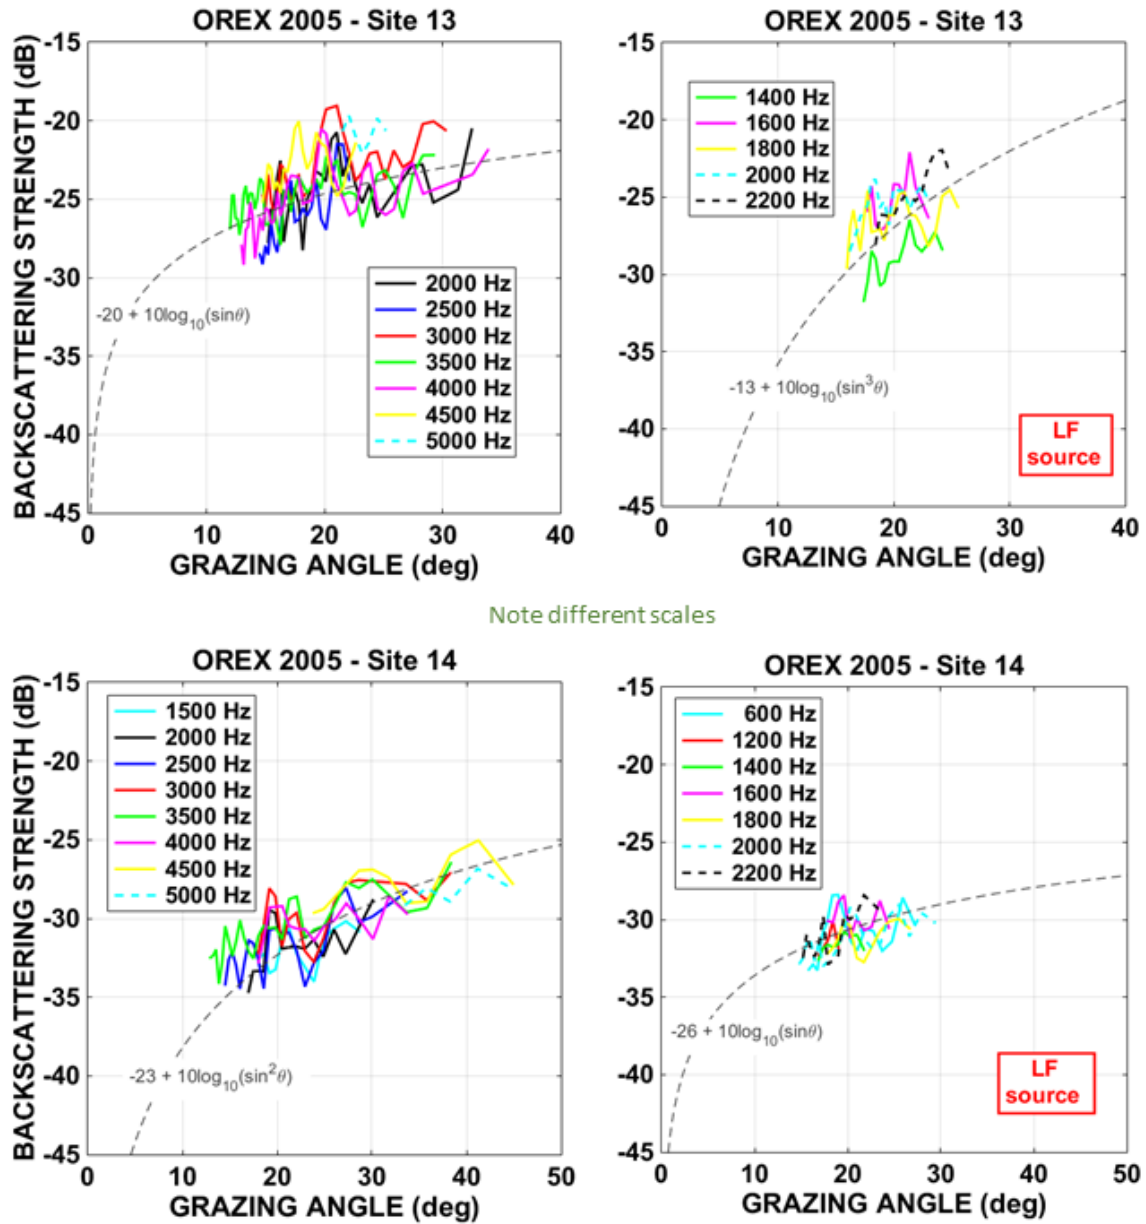 OREX 2005 - Site 13
BACKSCATTERING STRENGTH (dB)
-15
-20
-25
-30
-35
-40
-45
0
10
20
30
40
GRAZING ANGLE (deg)
-20 + 10log10(sinθ)
2000 Hz
2500 Hz
3000 Hz
3500 Hz
4000 Hz
4500 Hz
5000 Hz
OREX 2005 - Site 13
-15
-20
-25
-30
-35
-40
-45
0
10
20
30
40
GRAZING ANGLE (deg)
1400 Hz
1600 Hz
1800 Hz
2000 Hz
2200 Hz
-13 + 10log10(sin3θ)
LF
source
Note different scales
OREX 2005 - Site 14
BACKSCATTERING STRENGTH (dB)
-15
-20
-25
-30
-35
-40
-45
0
10
20
30
40
50
GRAZING ANGLE (deg)
1500 Hz
2000 Hz
2500 Hz
3000 Hz
3500 Hz
4000 Hz
4500 Hz
5000 Hz
-23 + 10log10(sin2θ)
OREX 2005 - Site 14
-15
-20
-25
-30
-35
-40
-45
0
10
20
30
40
50
GRAZING ANGLE (deg)
600 Hz
1200 Hz
1400 Hz
1600 Hz
1800 Hz
2000 Hz
2200 Hz
-26 + 10log10(sinθ)
LF
source